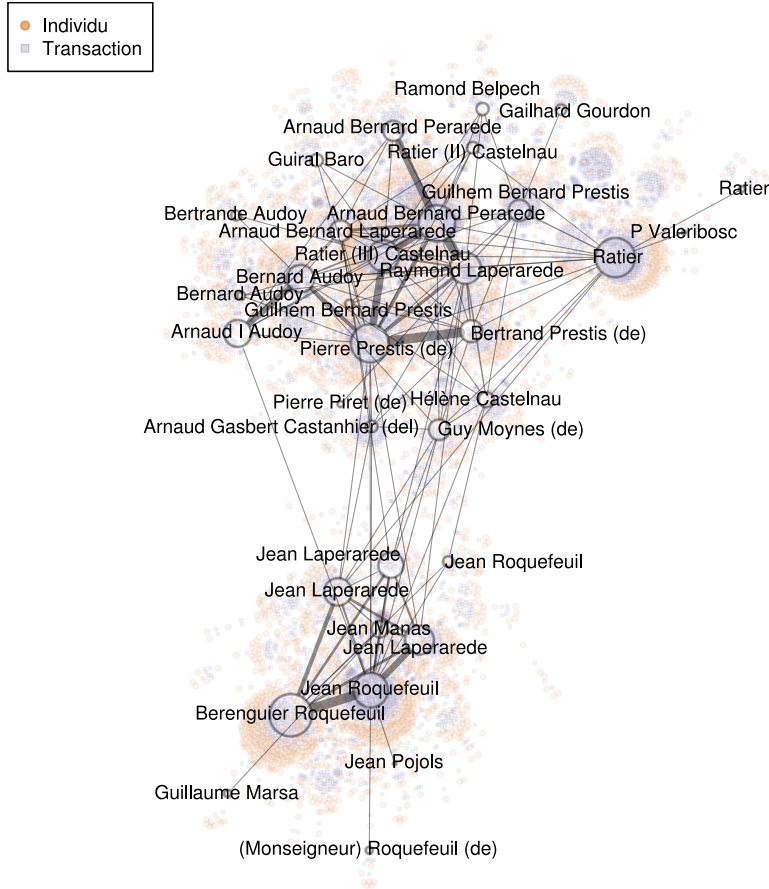 Individu
Transaction
Ramond Belpech
Gailhard Gourdon
Arnaud Bernard Perarede
Ratier (II) Castelnau
Guiral Baro
Guilhem Bernard Prestis
Ratier
Bertrande Audoy
Arnaud Bernard Perarede
Arnaud Bernard Laperarede
P Valeribosc
Ratier (III) Castelnau
Ratier
Raymond Laperarede
Bernard Audoy
Bernard Audoy
Guilhem Bernard Prestis
Arnaud I Audoy
Bertrand Prestis (de)
Pierre Prestis (de)
Pierre Piret (de)
Hélène Castelnau
Arnaud Gasbert Castanhier (del)
Guy Moynes (de)
Jean Laperarede
Jean Roquefeuil
Jean Laperarede
Jean Manas
Jean Laperarede
Jean Roquefeuil
Berenguier Roquefeuil
Jean Pojols
Guillaume Marsa
(Monseigneur) Roquefeuil (de)